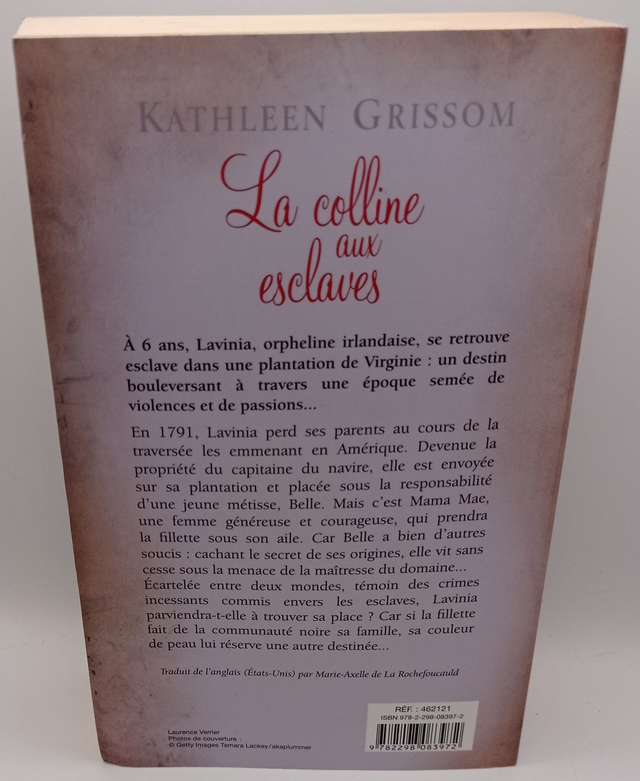 KATHLEEN GRISSOM
La colline
aux
esclaves
À 6 ans, Lavinia, orpheline irlandaise, se retrouve
esclave dans une plantation de Virginie : un destin
bouleversant à travers une époque semée de
violences et de passions...
En 1791, Lavinia perd ses parents au cours de la
traversée les emmenant en Amérique. Devenue la
propriété du capitaine du navire, elle est envoyée
sur sa plantation et placée sous la responsabilité
d'une jeune métisse, Belle. Mais c'est Mama Mae,
une femme généreuse et courageuse, qui prendra
la fillette sous son aile. Car Belle a bien d'autres
soucis : cachant le secret de ses origines, elle vit sans
cesse sous la menace de la maîtresse du domaine...
Écartelée entre deux mondes, témoin des crimes
incessants commis envers les esclaves, Lavinia
parviendra-t-elle à trouver sa place ? Car si la fillette
fait de la communauté noire sa famille, sa couleur
de peau lui réserve une autre destinée...
Traduit de l'anglais (États-Unis) par Marie-Axelle de La Rochefoucauld
Laurence Verrier
Photos de couverture :
© Getty Images Tamara Lackey/akaplummer
RÉF. : 462121
ISBN 978-2-298-08397-2
9 782298 083972